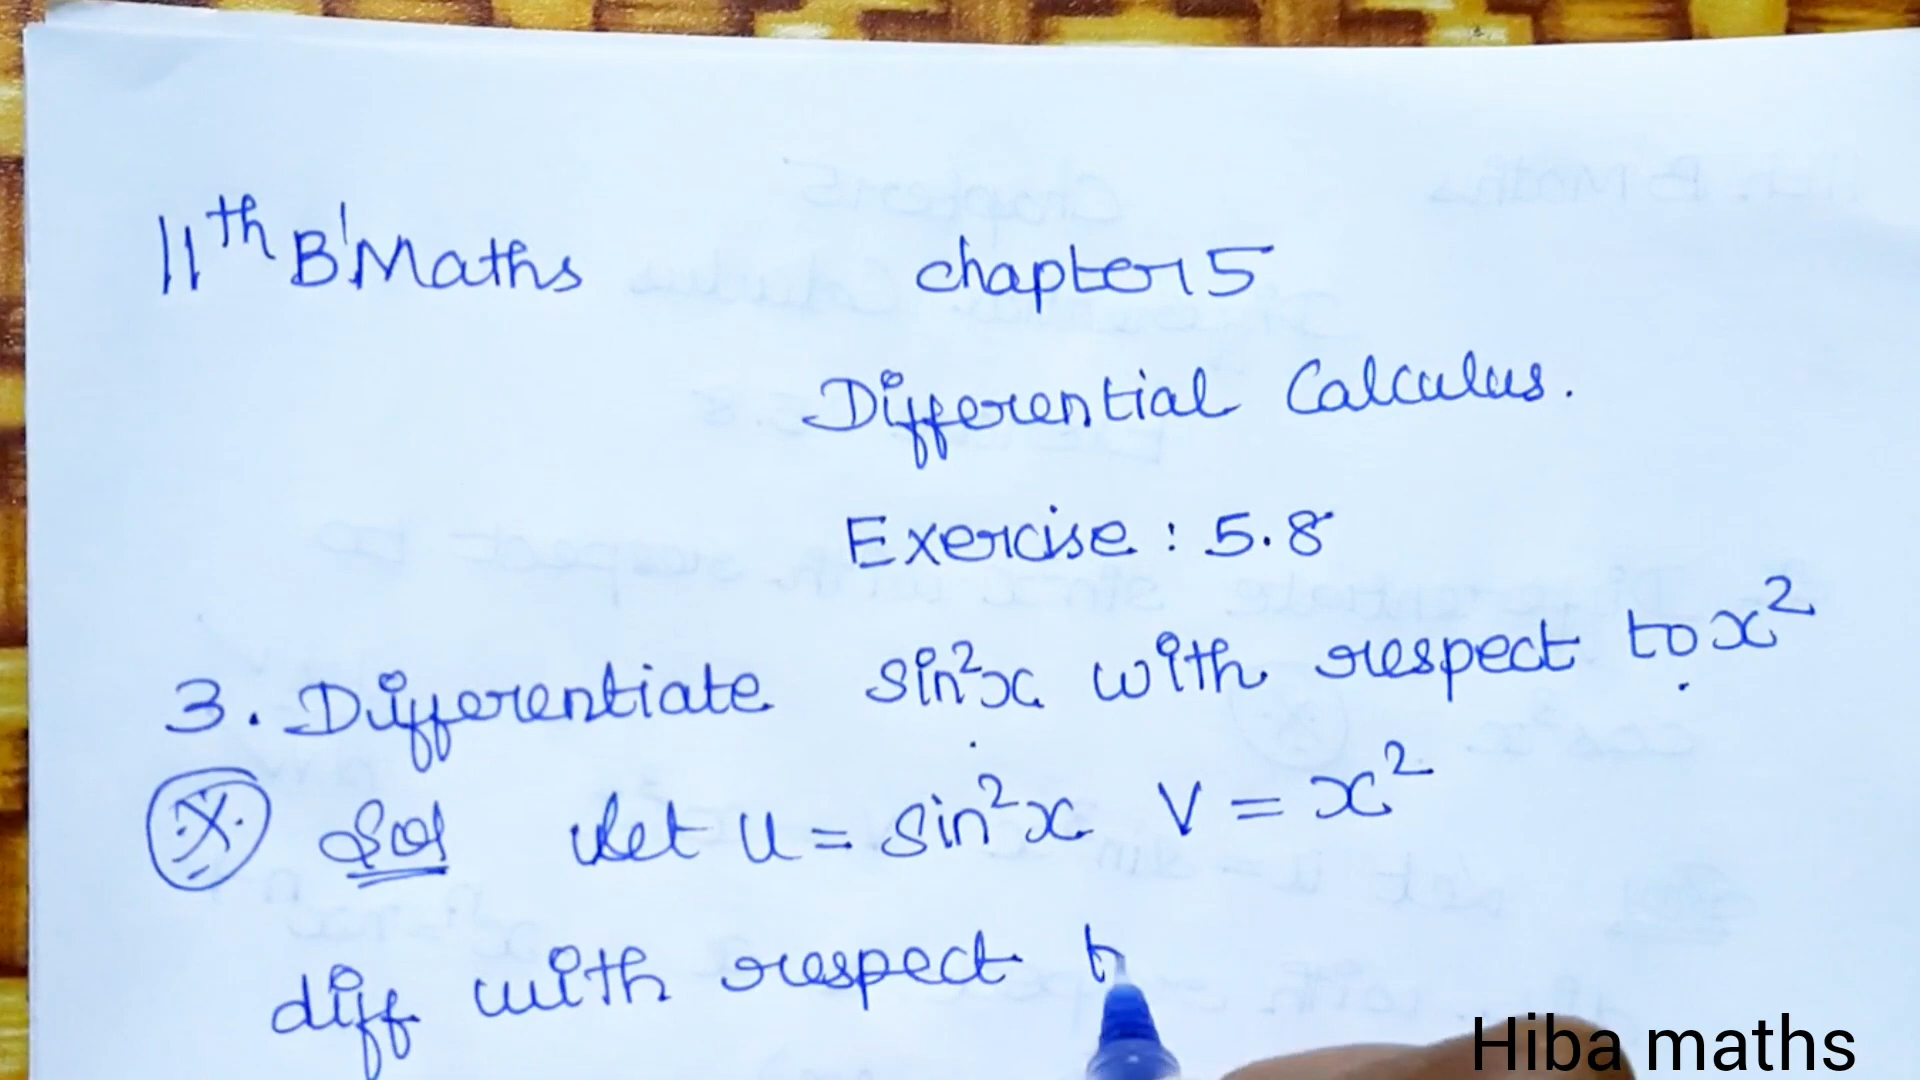 11th B'Maths chapter 5
Differential Calculus.
Exercise : 5.8
3. Differentiate sin²x with respect to x²
Sol let u = sin²x v = x²
diff with respect t
Hiba maths